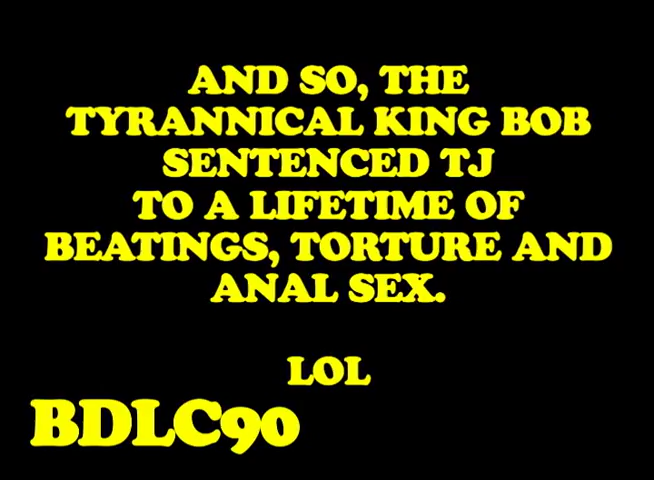 AND SO, THE
TYRANNICAL KING BOB
SENTENCED TJ
TO A LIFETIME OF
BEATINGS, TORTURE AND
ANAL SEX.
LOL
BDLC90